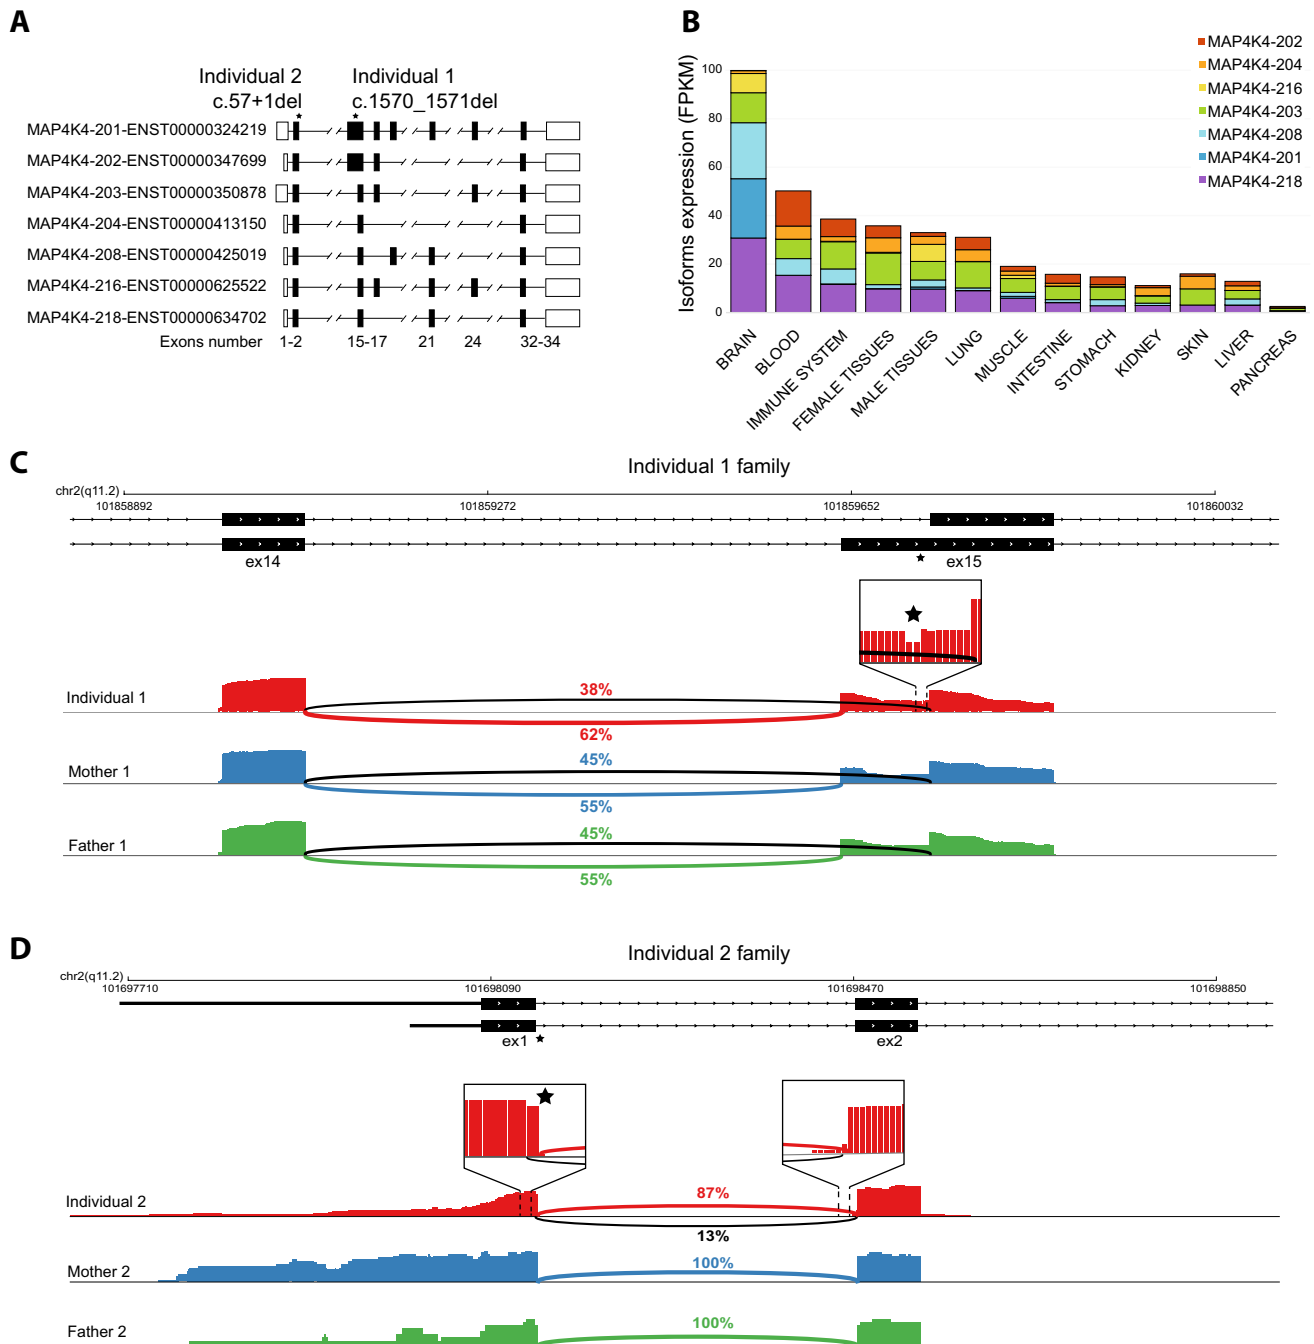 A
Individual 2
c.57+1del
Individual 1
c.1570_1571del
MAP4K4-201-ENST00000324219
MAP4K4-202-ENST00000347699
MAP4K4-203-ENST00000350878
MAP4K4-204-ENST00000413150
MAP4K4-208-ENST00000425019
MAP4K4-216-ENST00000625522
MAP4K4-218-ENST00000634702
Exons number 1-2 15-17 21 24 32-34
B
Isoforms expression (FPKM)
100
80
60
40
20
0
MAP4K4-202
MAP4K4-204
MAP4K4-216
MAP4K4-203
MAP4K4-208
MAP4K4-201
MAP4K4-218
BRAIN
BLOOD
IMMUNE SYSTEM
FEMALE TISSUES
MALE TISSUES
LUNG
MUSCLE
INTESTINE
STOMACH
KIDNEY
SKIN
LIVER
PANCREAS
C
Individual 1 family
chr2(q11.2)
101858892 101859272 101859652 101860032
ex14 ex15
Individual 1
38%
62%
Mother 1
45%
55%
Father 1
45%
55%
D
Individual 2 family
chr2(q11.2)
101697710 101698090 101698470 101698850
ex1 ex2
Individual 2
87%
13%
Mother 2
100%
Father 2
100%